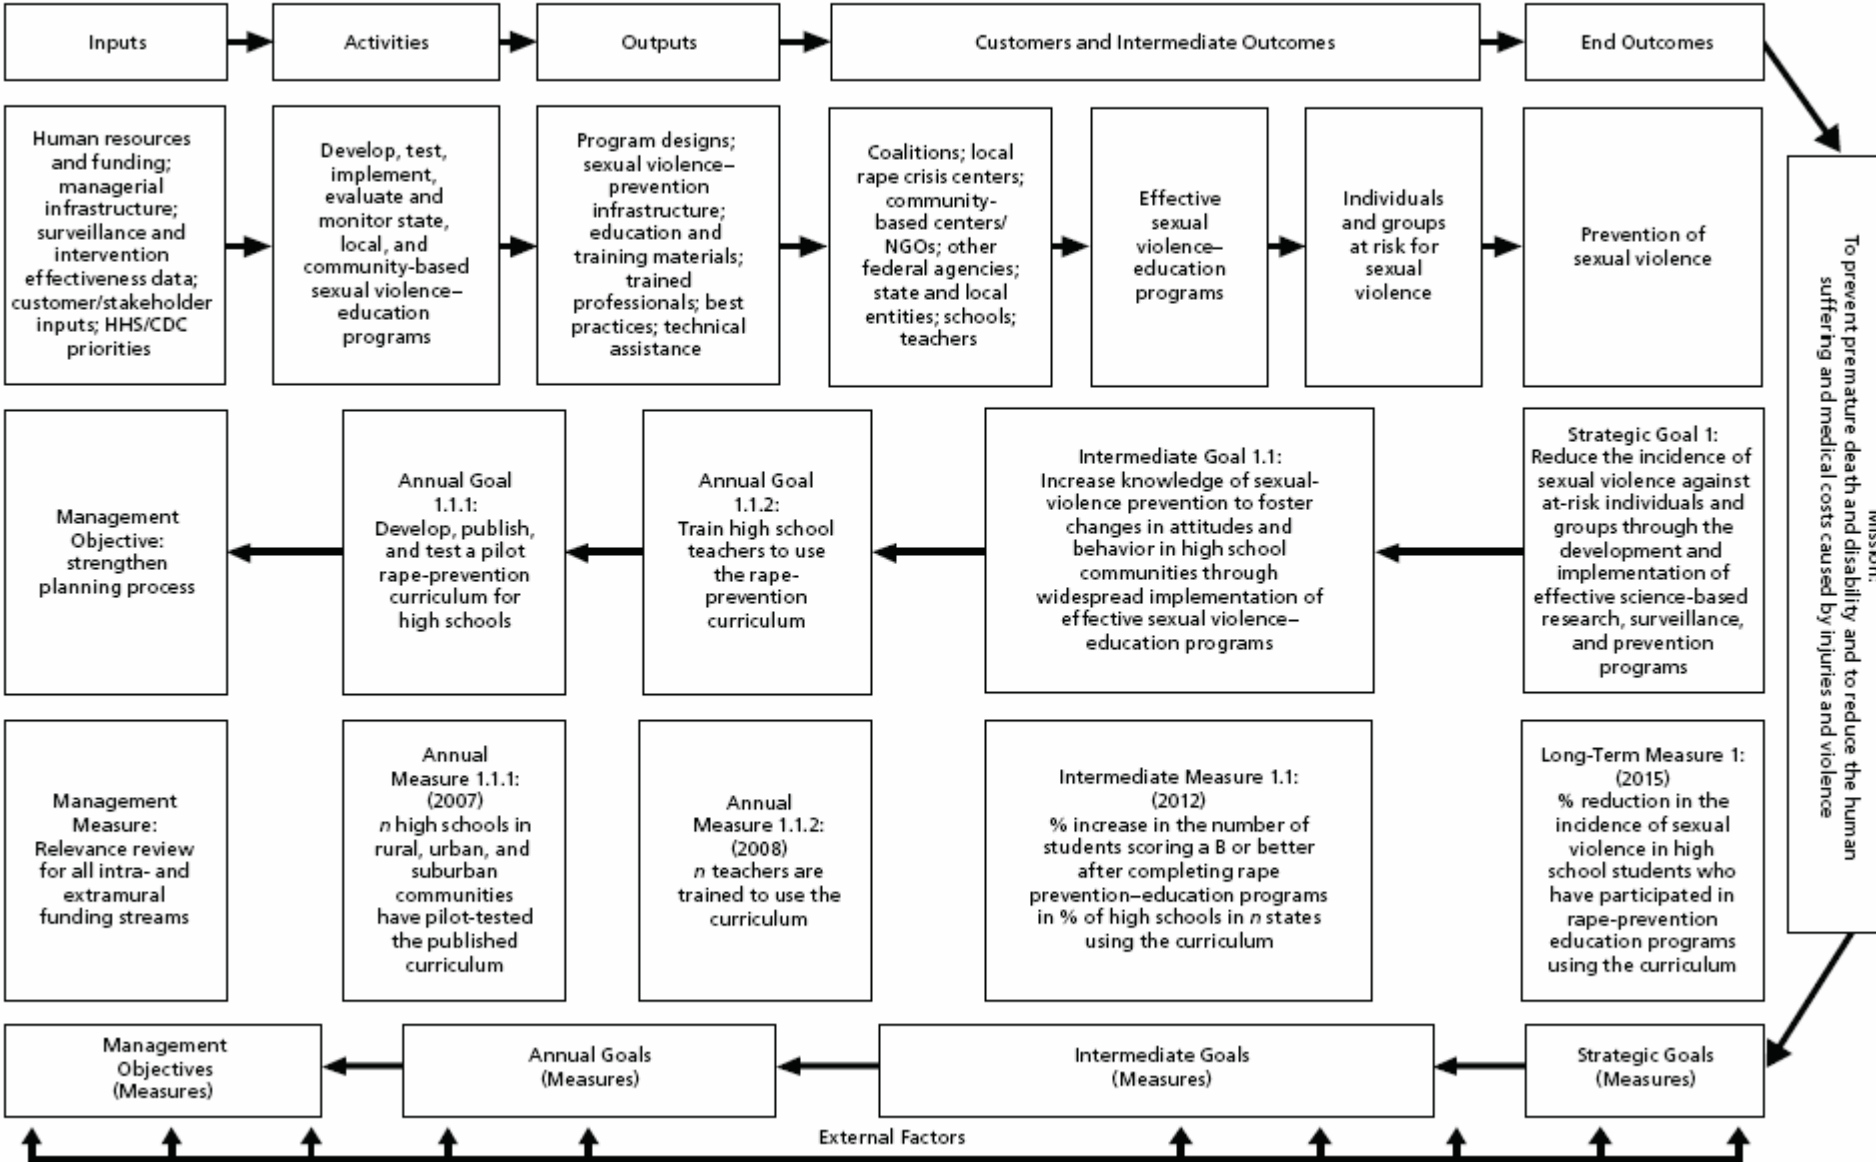 Inputs
Activities
Outputs
Customers and Intermediate Outcomes
End Outcomes
Human resources
and funding;
managerial
infrastructure;
surveillance and
intervention
effectiveness data;
customer/stakeholder
inputs; HHS/CDC
priorities
Develop, test,
implement,
evaluate and
monitor state,
local, and
community-based
sexual violence–
education
programs
Program designs;
sexual violence–
prevention
infrastructure;
education and
training materials;
trained
professionals; best
practices; technical
assistance
Coalitions; local
rape crisis centers;
community-
based centers/
NGOs; other
federal agencies;
state and local
entities; schools;
teachers
Effective
sexual
violence–
education
programs
Individuals
and groups
at risk for
sexual
violence
Prevention of
sexual violence
Mission:
To prevent premature death and disability and to reduce the human
suffering and medical costs caused by injuries and violence
Management
Objective:
strengthen
planning process
Annual Goal
1.1.1:
Develop, publish,
and test a pilot
rape-prevention
curriculum for
high schools
Annual Goal
1.1.2:
Train high school
teachers to use
the rape-
prevention
curriculum
Intermediate Goal 1.1:
Increase knowledge of sexual-
violence prevention to foster
changes in attitudes and
behavior in high school
communities through
widespread implementation of
effective sexual violence–
education programs
Strategic Goal 1:
Reduce the incidence of
sexual violence against
at-risk individuals and
groups through the
development and
implementation of
effective science-based
research, surveillance,
and prevention
programs
Management
Measure:
Relevance review
for all intra- and
extramural
funding streams
Annual
Measure 1.1.1:
(2007)
n high schools in
rural, urban, and
suburban
communities
have pilot-tested
the published
curriculum
Annual
Measure 1.1.2:
(2008)
n teachers are
trained to use the
curriculum
Intermediate Measure 1.1:
(2012)
% increase in the number of
students scoring a B or better
after completing rape
prevention–education programs
in % of high schools in n states
using the curriculum
Long-Term Measure 1:
(2015)
% reduction in the
incidence of sexual
violence in high
school students who
have participated in
rape-prevention
education programs
using the curriculum
Management
Objectives
(Measures)
Annual Goals
(Measures)
Intermediate Goals
(Measures)
Strategic Goals
(Measures)
External Factors